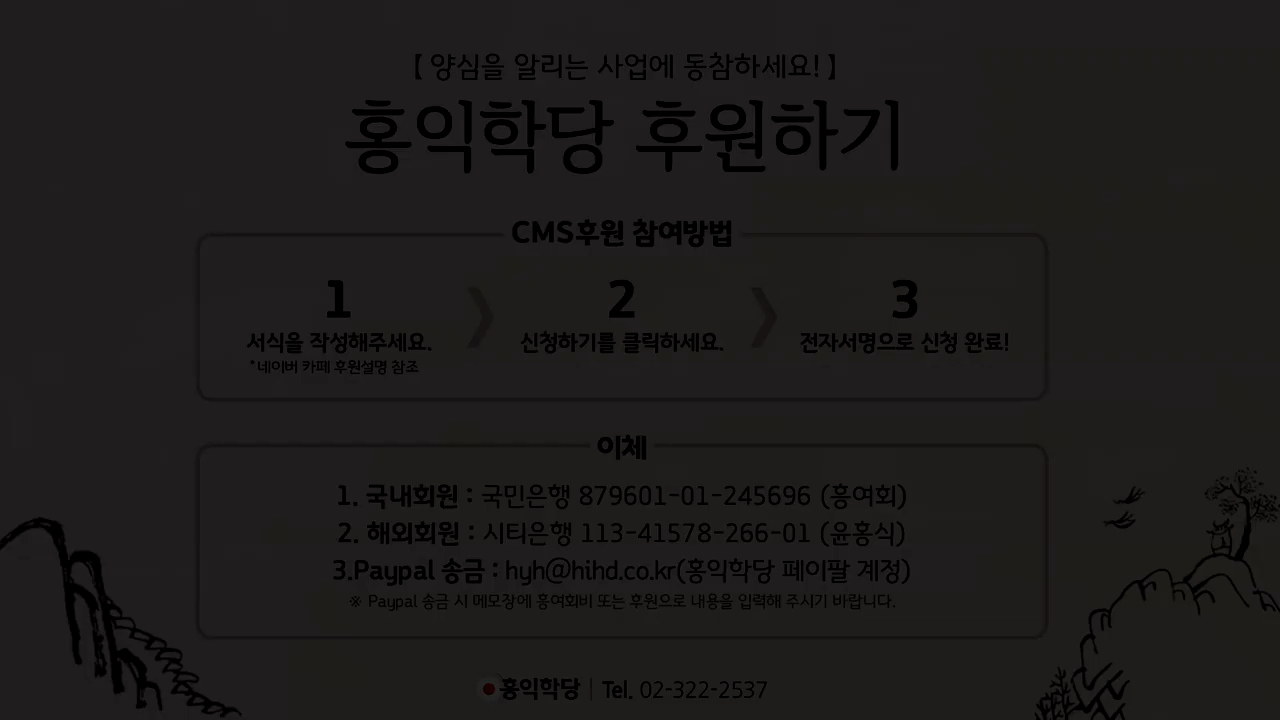 【 양심을 알리는 사업에 동참하세요! 】
홍익학당 후원하기
CMS후원 참여방법
1
서식을 작성해주세요.
*네이버 카페 후원설명 참조
2
신청하기를 클릭하세요.
3
전자서명으로 신청 완료!
이체
1. 국내회원 : 국민은행 879601-01-245696 (흥여회)
2. 해외회원 : 시티은행 113-41578-266-01 (윤홍식)
3.Paypal 송금 : hyh@hihd.co.kr(홍익학당 페이팔 계정)
※ Paypal 송금 시 메모장에 흥여회비 또는 후원으로 내용을 입력해 주시기 바랍니다.
홍익학당 | Tel. 02-322-2537